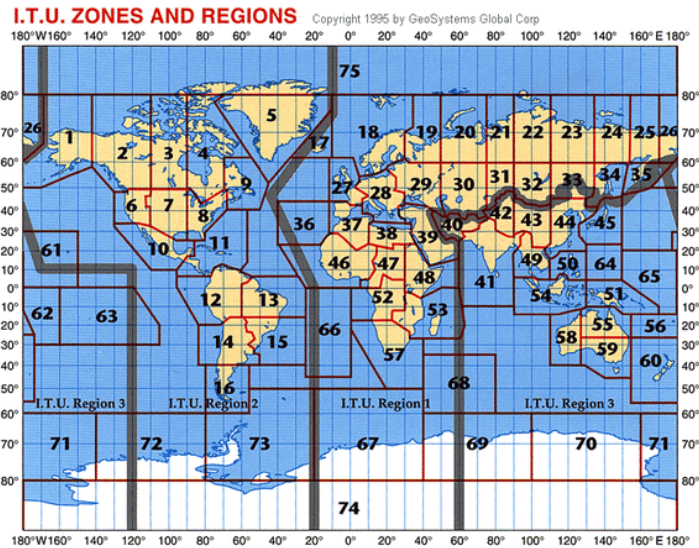 I.T.U. ZONES AND REGIONS Copyright 1995 by GeoSystems Global Corp
180°W160° 140° 120° 100° 80° 60° 40° 20° 0° 20° 40° 60° 80° 100° 120° 140° 160° E 180°
75
80° 80°
5
26 1 2 3 4 17 18 19 20 21 22 23 24 25 26
70° 70°
60° 60°
9 27 28 29 30 31 32 33 34 35
50° 50°
6 7 8 36 37 38 39 40 42 43 44 45
40° 40°
30° 30°
61 10 11 46 47 48 41 49 50 64 65
20° 20°
10° 10°
0° 0°
62 63 12 13 66 52 53 54 51
10° 10°
14 15 57 58 55 59 56 60
20° 20°
30° 30°
40° 40°
16 68
50° 50°
I.T.U. Region 3 I.T.U. Region 2 I.T.U. Region 1 I.T.U. Region 3
60° 60°
71 72 73 67 69 70 71
70° 70°
80° 80°
74
180°W160° 140° 120° 100° 80° 60° 40° 20° 0° 20° 40° 60° 80° 100° 120° 140° 160° E 180°